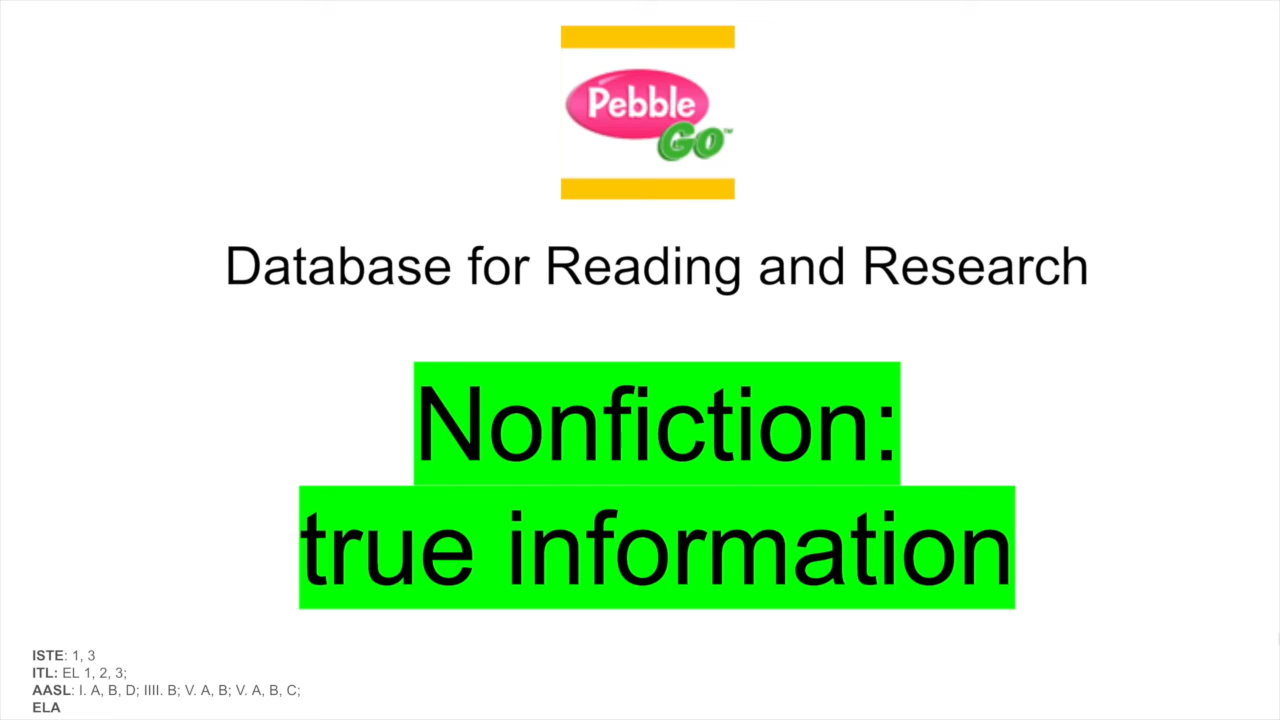 Pebble
Go™
Database for Reading and Research
Nonfiction:
true information
ISTE: 1, 3
ITL: EL 1, 2, 3;
AASL: I. A, B, D; IIII. B; V. A, B; V. A, B, C;
ELA